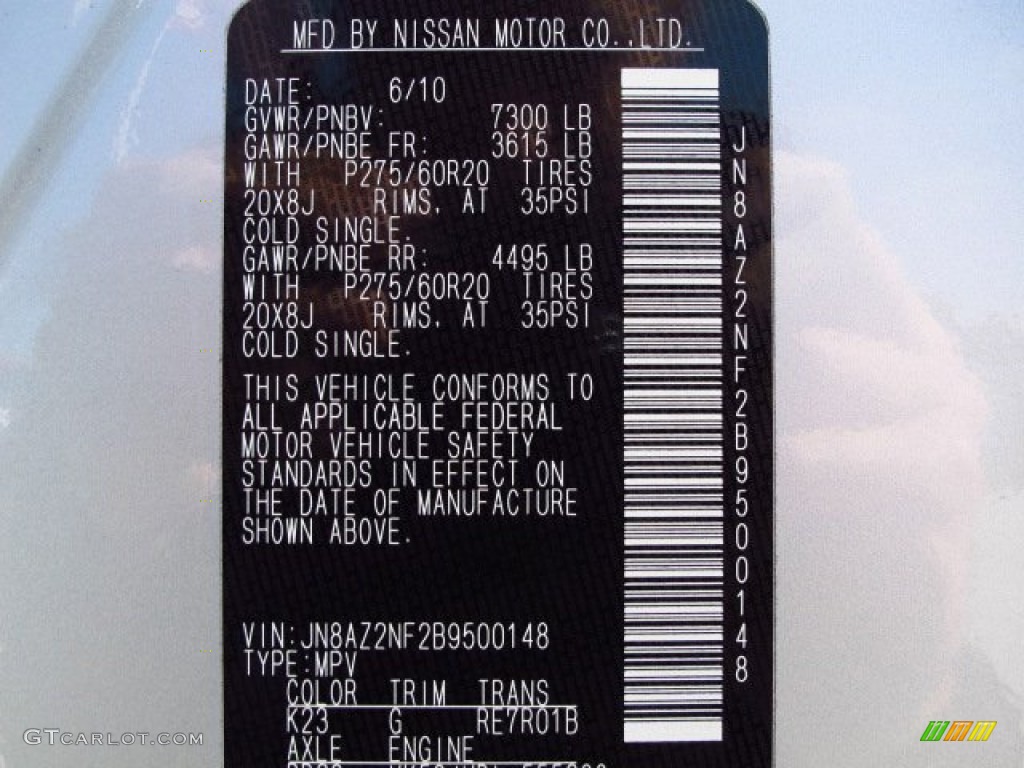 MFD BY NISSAN MOTOR CO.,LTD.
DATE: 6/10
GVWR/PNBV: 7300 LB
GAWR/PNBE FR: 3615 LB
WITH P275/60R20 TIRES
20X8J RIMS, AT 35PSI
COLD SINGLE.
GAWR/PNBE RR: 4495 LB
WITH P275/60R20 TIRES
20X8J RIMS, AT 35PSI
COLD SINGLE.
THIS VEHICLE CONFORMS TO
ALL APPLICABLE FEDERAL
MOTOR VEHICLE SAFETY
STANDARDS IN EFFECT ON
THE DATE OF MANUFACTURE
SHOWN ABOVE.
VIN:JN8AZ2NF2B9500148
TYPE:MPV
COLOR TRIM TRANS
K23 G RE7R01B
AXLE ENGINE
JN8AZ2NF2B9500148
GTCARLOT.COM